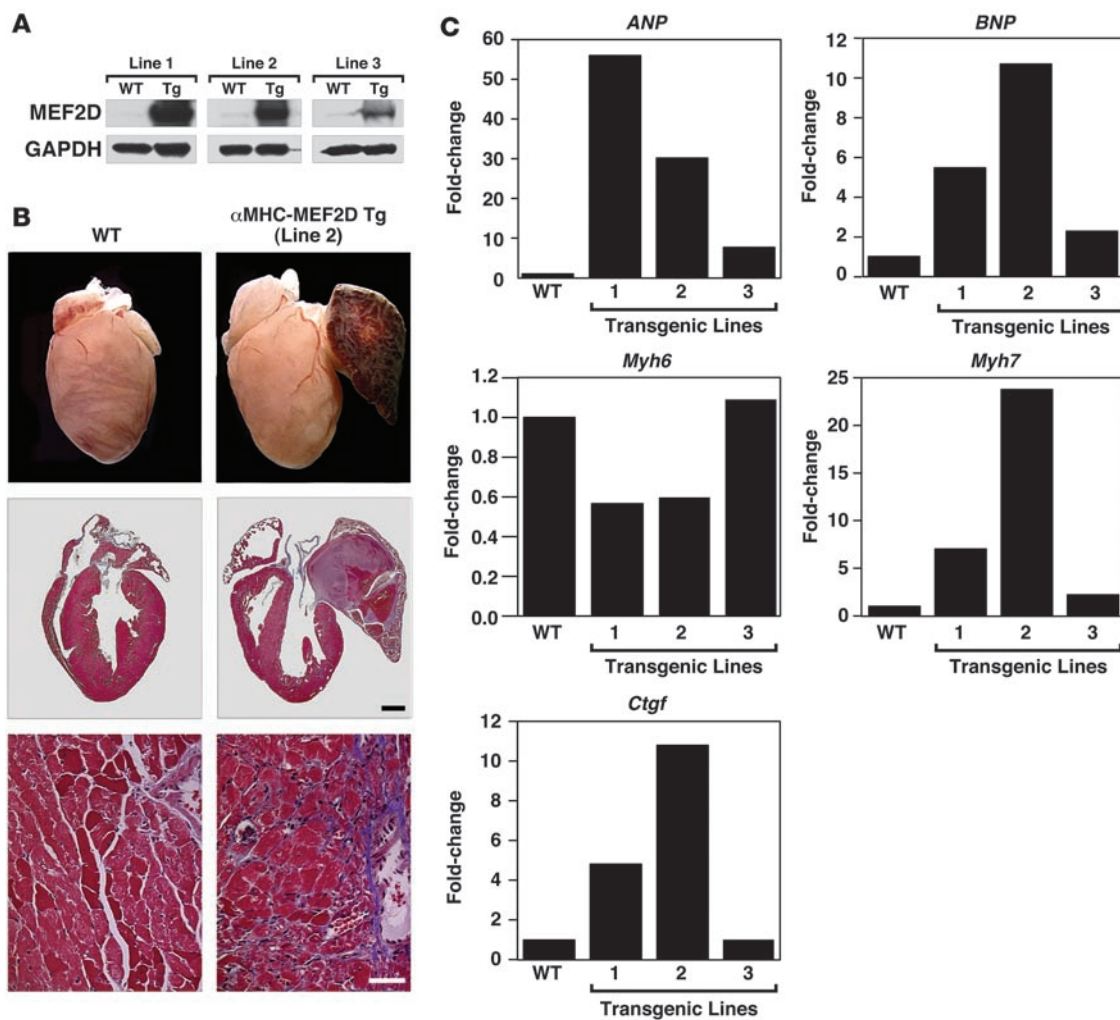 A
Line 1 Line 2 Line 3
WT Tg WT Tg WT Tg
MEF2D
GAPDH
B
WT
αMHC-MEF2D Tg
(Line 2)
C
ANP
Fold-change
60
50
40
30
20
10
0
WT 1 2 3
Transgenic Lines
BNP
Fold-change
12
10
8
6
4
2
0
WT 1 2 3
Transgenic Lines
Myh6
Fold-change
1.2
1.0
0.8
0.6
0.4
0.2
0.0
WT 1 2 3
Transgenic Lines
Myh7
Fold-change
25
20
15
10
5
0
WT 1 2 3
Transgenic Lines
Ctgf
Fold-change
12
10
8
6
4
2
0
WT 1 2 3
Transgenic Lines